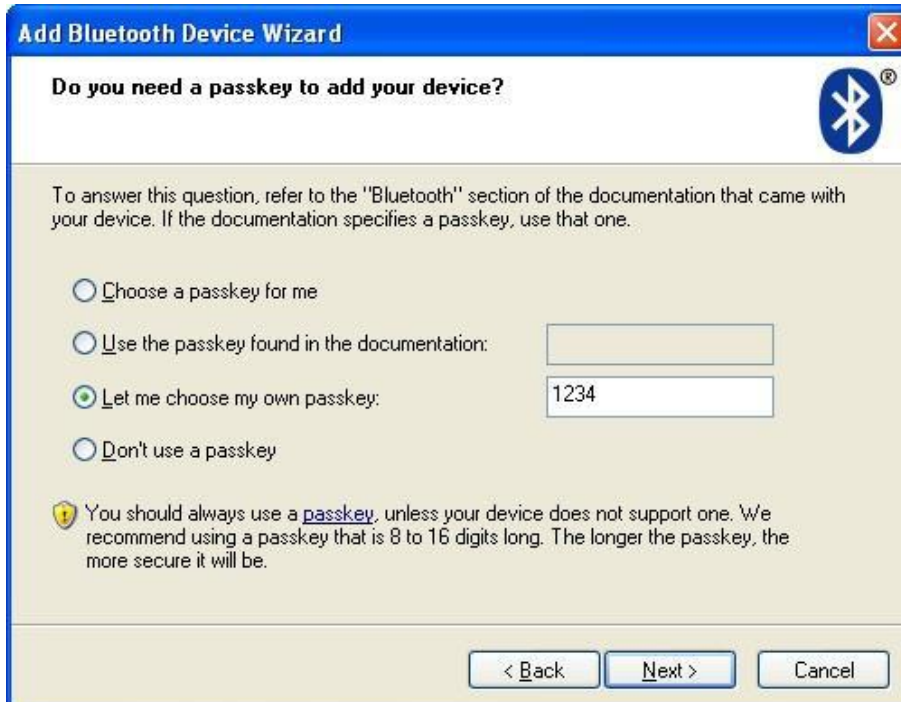 Add Bluetooth Device Wizard
Do you need a passkey to add your device?
®
To answer this question, refer to the "Bluetooth" section of the documentation that came with
your device. If the documentation specifies a passkey, use that one.
Choose a passkey for me
Use the passkey found in the documentation:
Let me choose my own passkey: 1234
Don't use a passkey
You should always use a passkey, unless your device does not support one. We
recommend using a passkey that is 8 to 16 digits long. The longer the passkey, the
more secure it will be.
< Back Next > Cancel